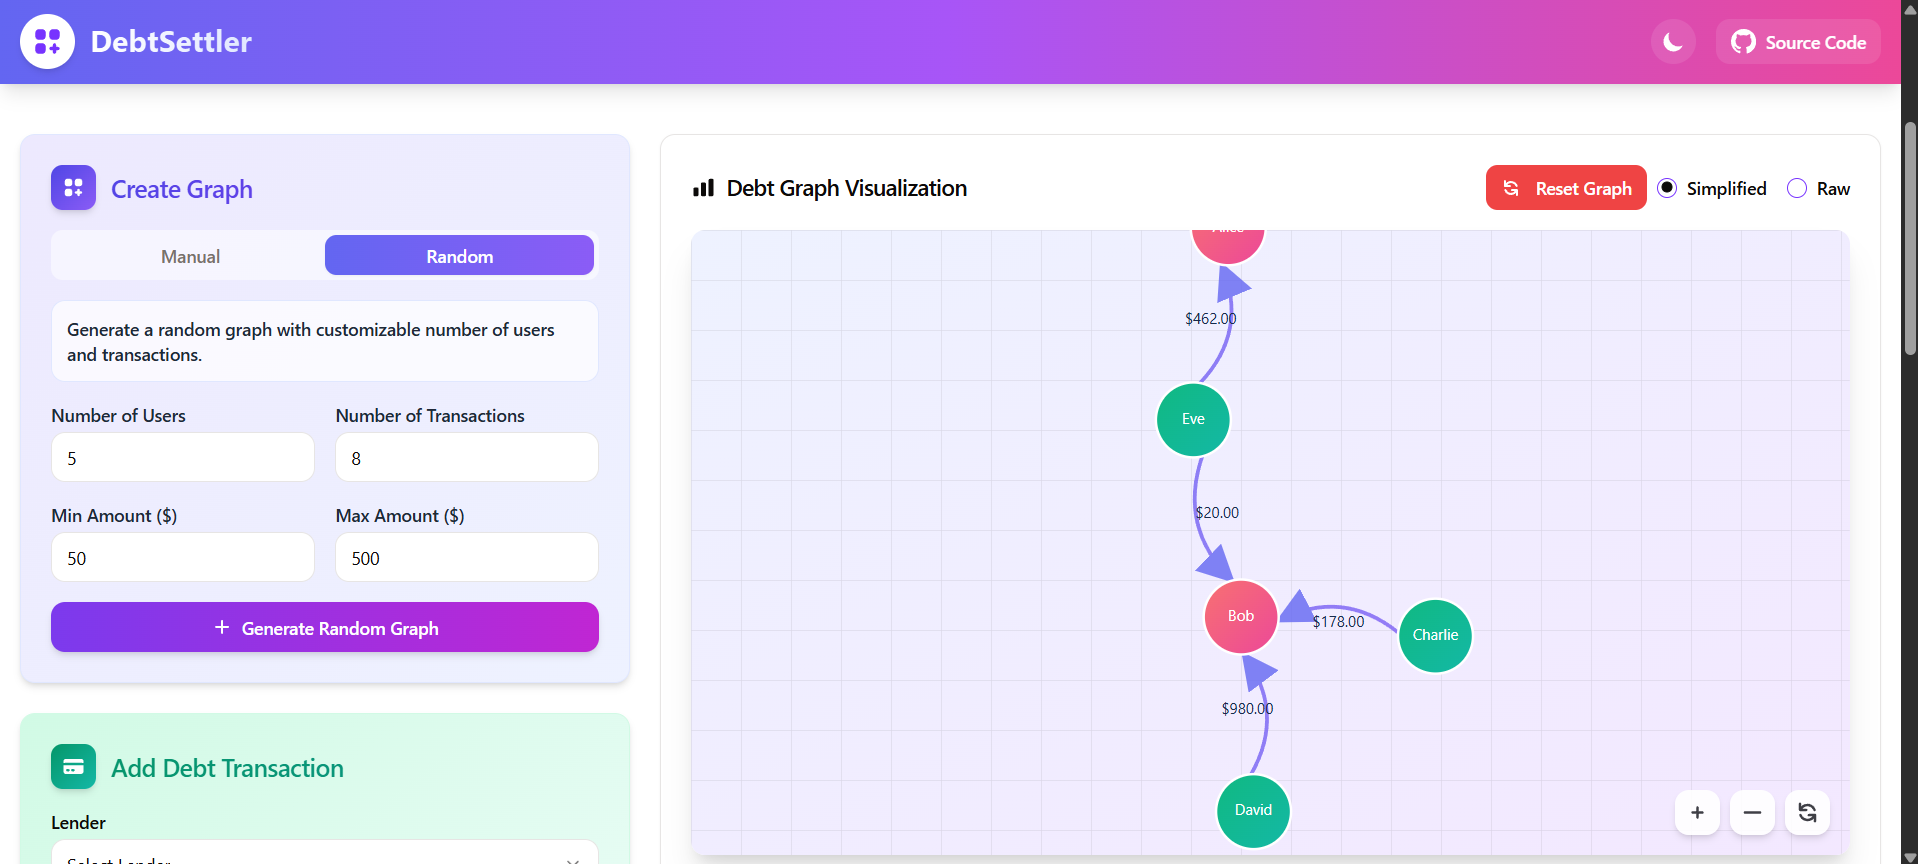 DebtSettler
Source Code
Create Graph
Manual
Random
Generate a random graph with customizable number of users
and transactions.
Number of Users
Number of Transactions
5
8
Min Amount ($)
Max Amount ($)
50
500
Generate Random Graph
Add Debt Transaction
Lender
Select Lender
Debt Graph Visualization
Reset Graph
Simplified
Raw
Alice
$462.00
Eve
$20.00
Bob
$178.00
Charlie
$980.00
David